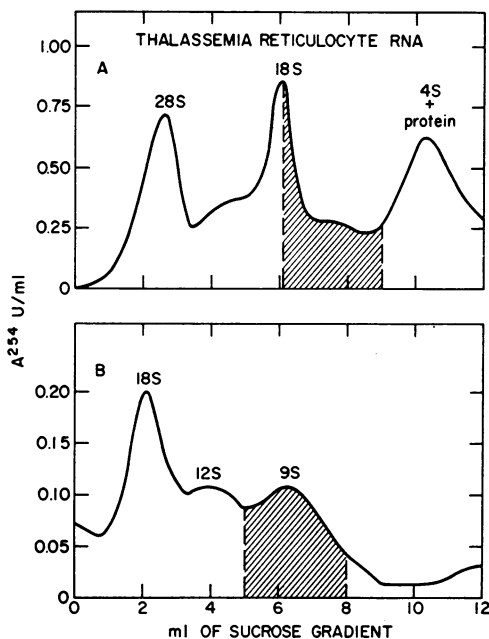 THALASSEMIA RETICULOCYTE RNA
A
28S
18S
4S
+
protein
1.00
0.75
0.50
0.25
0
B
18S
12S
9S
0.20
0.15
0.10
0.05
0
A²⁵⁴ U/ml
0 2 4 6 8 10 12
ml OF SUCROSE GRADIENT